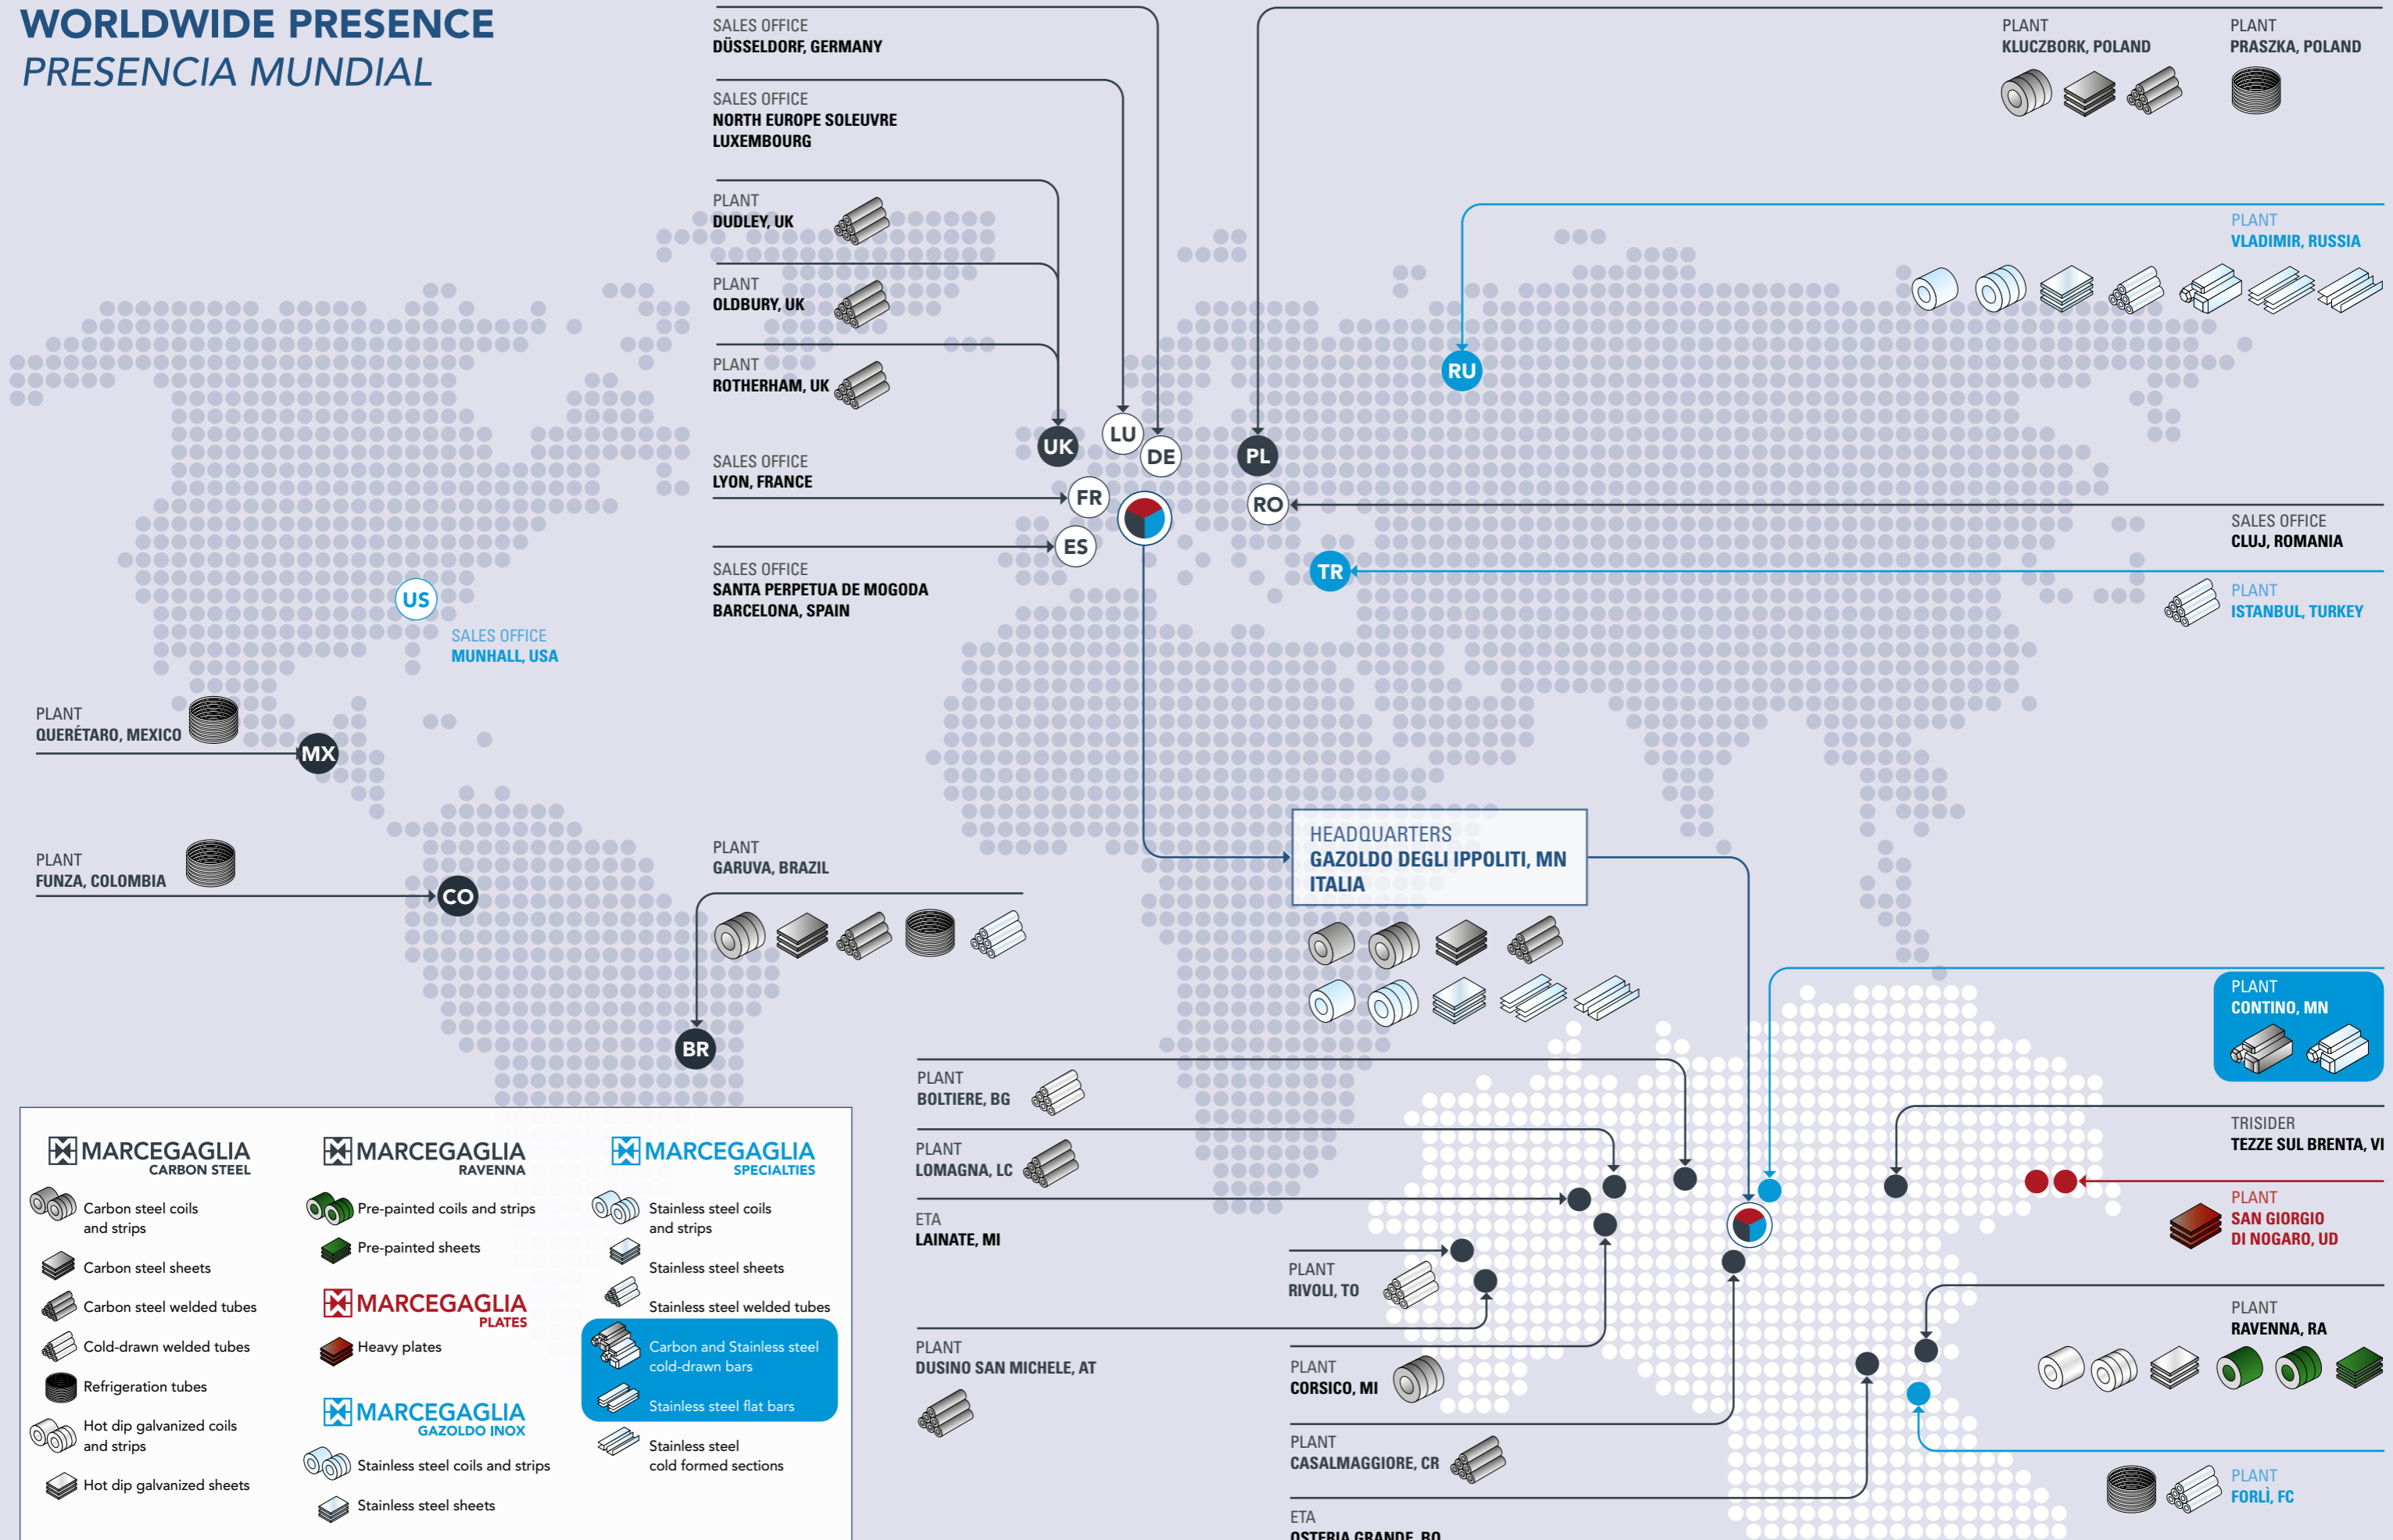 WORLDWIDE PRESENCE
PRESENCIA MUNDIAL
SALES OFFICE
DÜSSELDORF, GERMANY
SALES OFFICE
NORTH EUROPE SOLEUVRE
LUXEMBOURG
PLANT
DUDLEY, UK
PLANT
OLDBURY, UK
PLANT
ROTHERHAM, UK
SALES OFFICE
LYON, FRANCE
SALES OFFICE
SANTA PERPETUA DE MOGODA
BARCELONA, SPAIN
PLANT
KLUCZBORK, POLAND
PLANT
PRASZKA, POLAND
PLANT
VLADIMIR, RUSSIA
RU
UK
LU
DE
PL
FR
RO
ES
TR
SALES OFFICE
CLUJ, ROMANIA
PLANT
ISTANBUL, TURKEY
US
SALES OFFICE
MUNHALL, USA
PLANT
QUERÉTARO, MEXICO
MX
PLANT
FUNZA, COLOMBIA
CO
PLANT
GARUVA, BRAZIL
BR
HEADQUARTERS
GAZOLDO DEGLI IPPOLITI, MN
ITALIA
PLANT
CONTINO, MN
PLANT
BOLTIERE, BG
PLANT
LOMAGNA, LC
ETA
LAINATE, MI
PLANT
RIVOLI, TO
PLANT
DUSINO SAN MICHELE, AT
PLANT
CORSICO, MI
PLANT
CASALMAGGIORE, CR
ETA
OSTERIA GRANDE, BO
TRISIDER
TEZZE SUL BRENTA, VI
PLANT
SAN GIORGIO
DI NOGARO, UD
PLANT
RAVENNA, RA
PLANT
FORLÌ, FC
MARCEGAGLIA
CARBON STEEL
Carbon steel coils
and strips
Carbon steel sheets
Carbon steel welded tubes
Cold-drawn welded tubes
Refrigeration tubes
Hot dip galvanized coils
and strips
Hot dip galvanized sheets
MARCEGAGLIA
RAVENNA
Pre-painted coils and strips
Pre-painted sheets
MARCEGAGLIA
PLATES
Heavy plates
MARCEGAGLIA
GAZOLDO INOX
Stainless steel coils and strips
Stainless steel sheets
MARCEGAGLIA
SPECIALTIES
Stainless steel coils
and strips
Stainless steel sheets
Stainless steel welded tubes
Carbon and Stainless steel
cold-drawn bars
Stainless steel flat bars
Stainless steel
cold formed sections